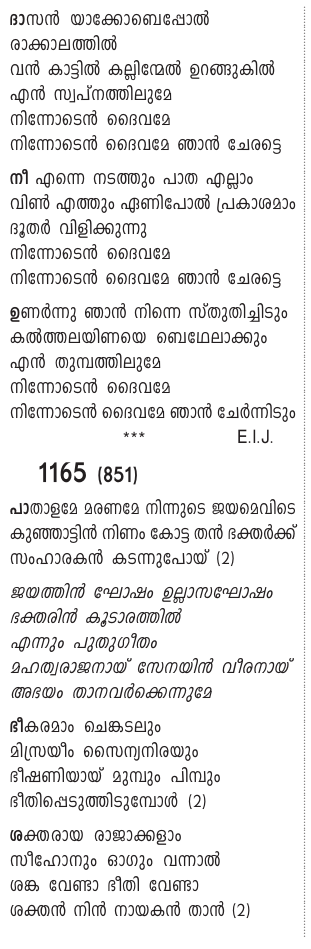 ദാസൻ യാക്കോബെപ്പോൽ
രാക്കാലത്തിൽ
വൻ കാട്ടിൽ കല്ലിന്മേൽ ഉറങ്ങുകിൽ
എൻ സ്വപ്നത്തിലുമേ
നിന്നോടെൻ ദൈവമേ
നിന്നോടെൻ ദൈവമേ ഞാൻ ചേരട്ടെ
നീ എന്നെ നടത്തും പാത എല്ലാം
വിൺ എത്തും ഏണിപോൽ പ്രകാശമാം
ദൂതർ വിളിക്കുന്നു
നിന്നോടെൻ ദൈവമേ
നിന്നോടെൻ ദൈവമേ ഞാൻ ചേരട്ടെ
ഉണർന്നു ഞാൻ നിന്നെ സ്തുതിച്ചിടും
കൽത്തലയിണയെ ബെഥേലാക്കും
എൻ തുമ്പത്തിലുമേ
നിന്നോടെൻ ദൈവമേ
നിന്നോടെൻ ദൈവമേ ഞാൻ ചേർന്നിടും
*** E.I.J.
1165 (851)
പാതാളമേ മരണമേ നിന്നുടെ ജയമെവിടെ
കുഞ്ഞാട്ടിൻ നിണം കോട്ട തൻ ഭക്തർക്ക്
സംഹാരകൻ കടന്നുപോയ് (2)
ജയത്തിൻ ഘോഷം ഉല്ലാസഘോഷം
ഭക്തരിൻ കൂടാരത്തിൽ
എന്നും പുതുഗീതം
മഹത്വരാജനായ് സേനയിൻ വീരനായ്
അഭയം താനവർക്കെന്നുമേ
ഭീകരമാം ചെങ്കടലും
മിസ്രയീം സൈന്യനിരയും
ഭീഷണിയായ് മുമ്പും പിമ്പും
ഭീതിപ്പെടുത്തിടുമ്പോൾ (2)
ശക്തരായ രാജാക്കളാം
സീഹോനും ഓഗും വന്നാൽ
ശങ്ക വേണ്ടാ ഭീതി വേണ്ടാ
ശക്തൻ നിൻ നായകൻ താൻ (2)